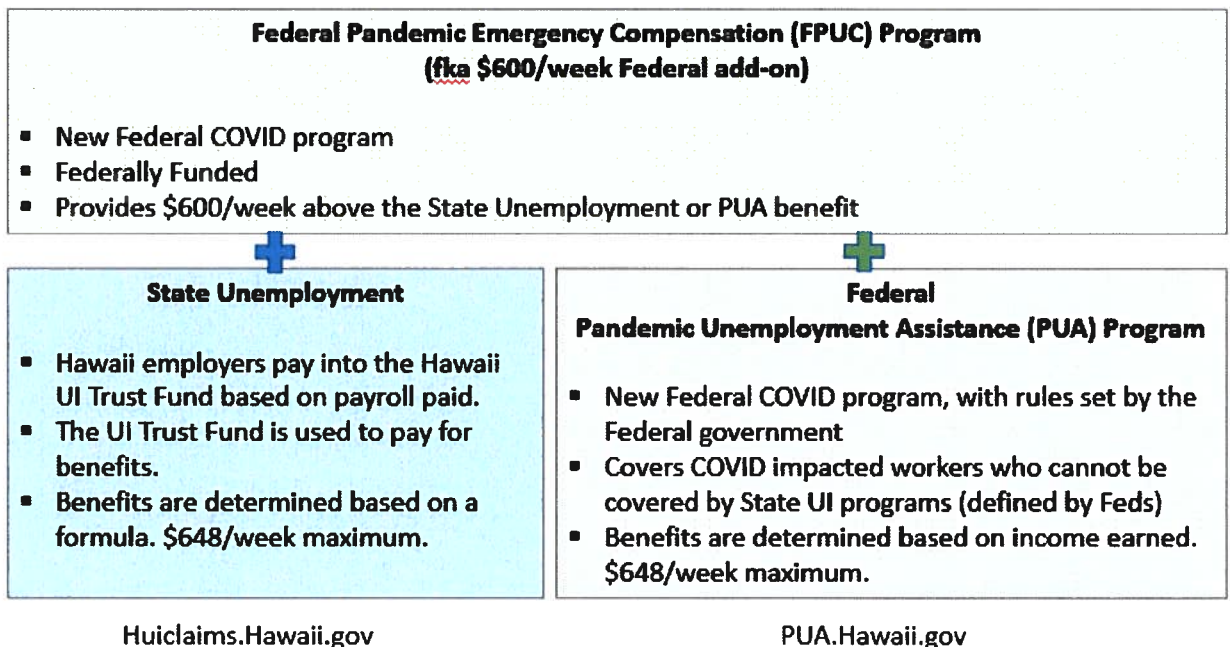 Federal Pandemic Emergency Compensation (FPUC) Program
(fka $600/week Federal add-on)
▪ New Federal COVID program
▪ Federally Funded
▪ Provides $600/week above the State Unemployment or PUA benefit
State Unemployment
▪ Hawaii employers pay into the Hawaii
UI Trust Fund based on payroll paid.
▪ The UI Trust Fund is used to pay for
benefits.
▪ Benefits are determined based on a
formula. $648/week maximum.
Huiclaims.Hawaii.gov
Federal
Pandemic Unemployment Assistance (PUA) Program
▪ New Federal COVID program, with rules set by the
Federal government
▪ Covers COVID impacted workers who cannot be
covered by State UI programs (defined by Feds)
▪ Benefits are determined based on income earned.
$648/week maximum.
PUA.Hawaii.gov